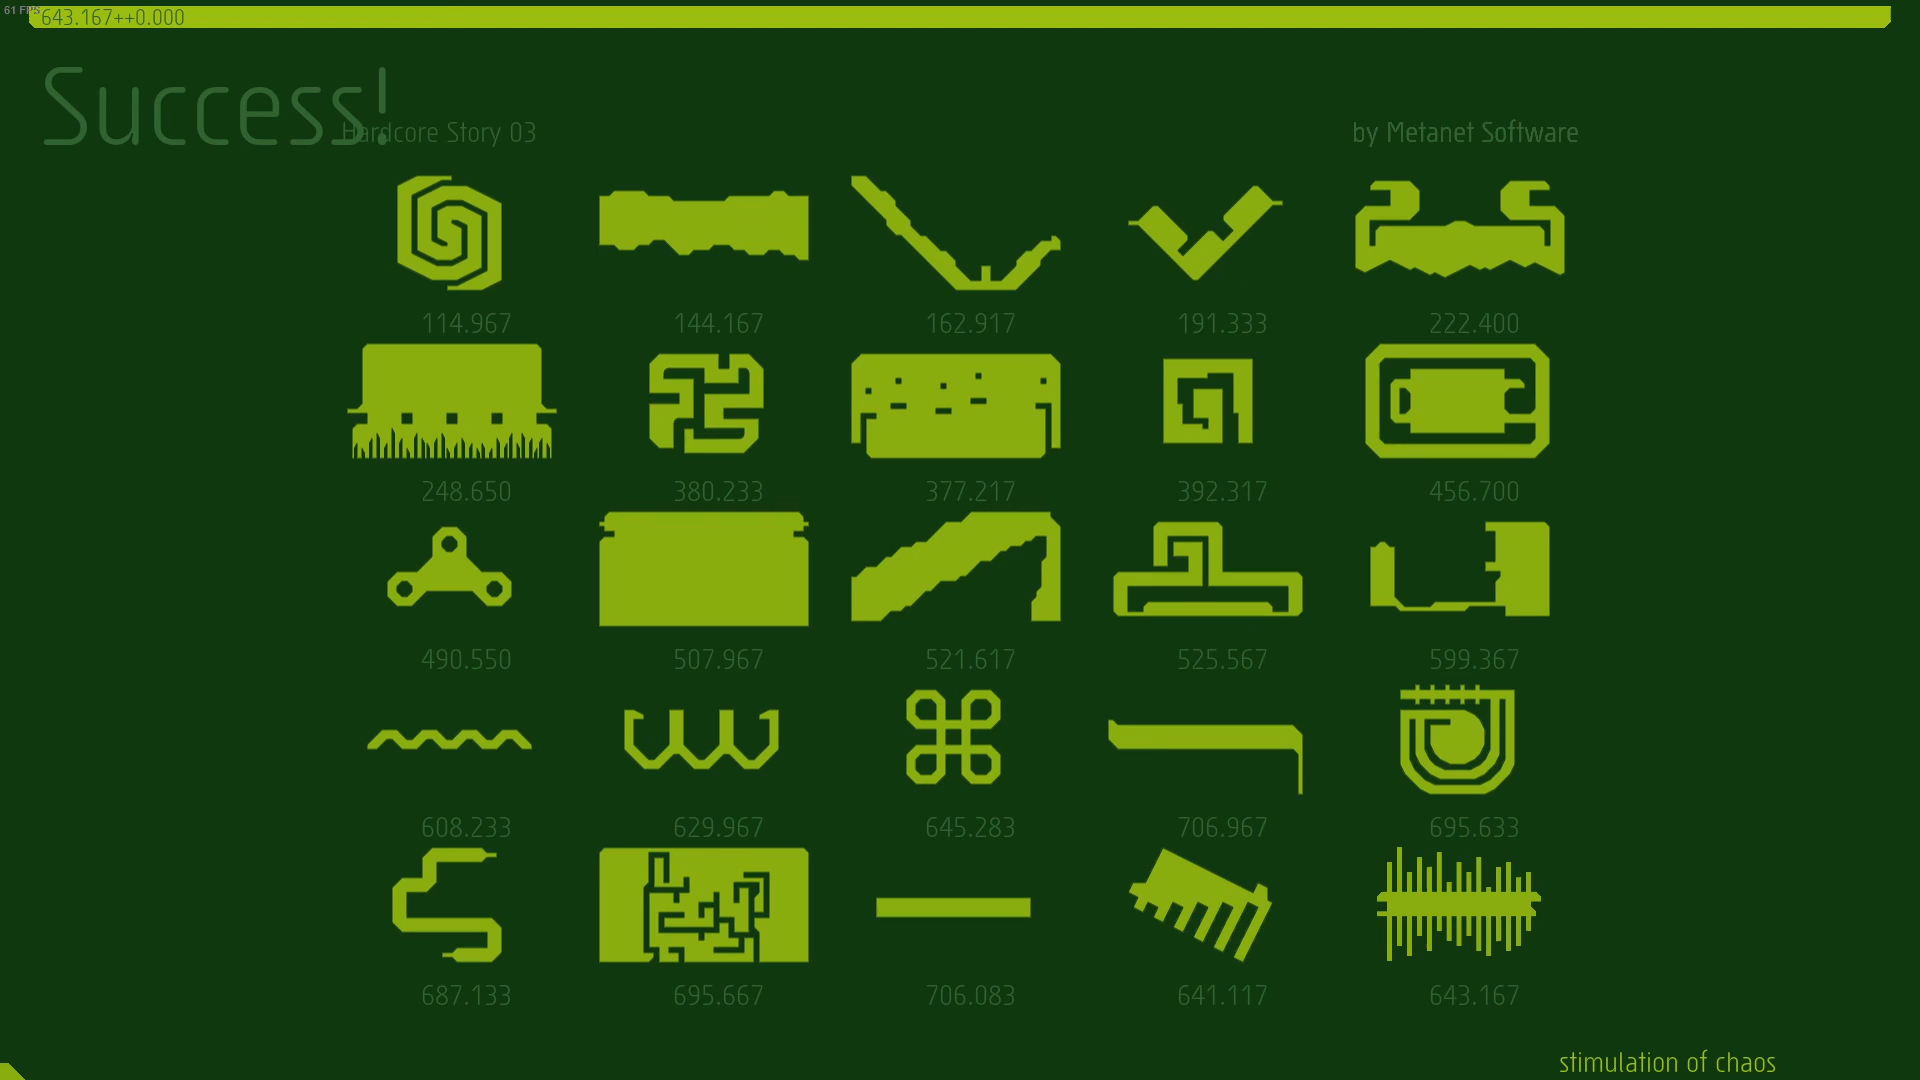 61 FPS
643.167++0.000
Success!
Hardcore Story 03
by Metanet Software
114.967 144.167 162.917 191.333 222.400
248.650 380.233 377.217 392.317 456.700
490.550 507.967 521.617 525.567 599.367
608.233 629.967 645.283 706.967 695.633
687.133 695.667 706.083 641.117 643.167
stimulation of chaos